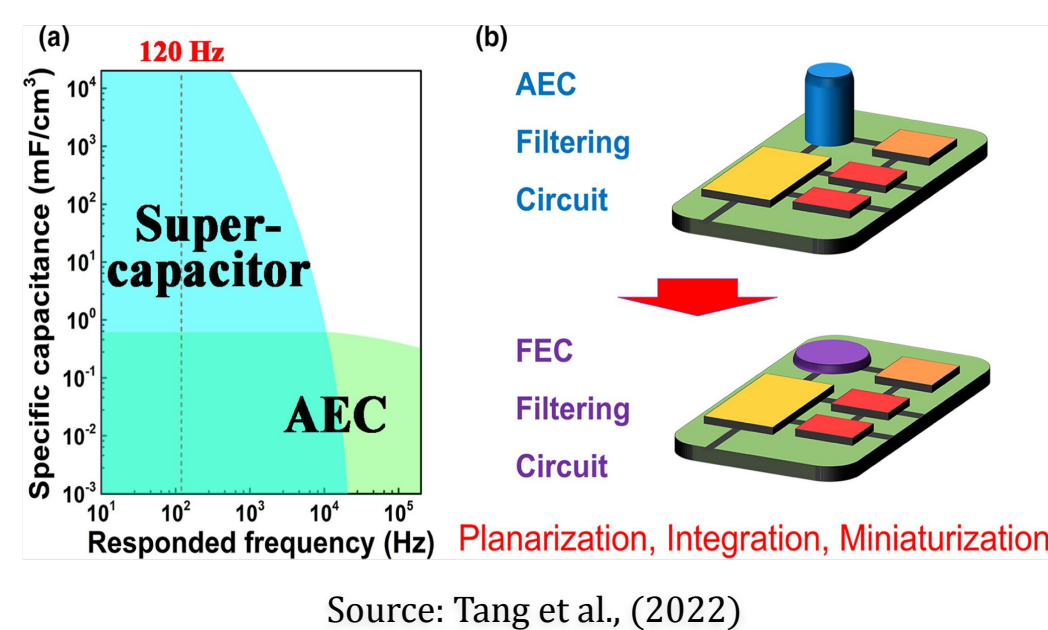 (a)
120 Hz
Specific capacitance (mF/cm³)
10⁴
10³
10²
10¹
10⁰
10⁻¹
10⁻²
10⁻³
Super-
capacitor
AEC
10¹ 10² 10³ 10⁴ 10⁵
Responded frequency (Hz)
(b)
AEC
Filtering
Circuit
FEC
Filtering
Circuit
Planarization, Integration, Miniaturization
Source: Tang et al., (2022)